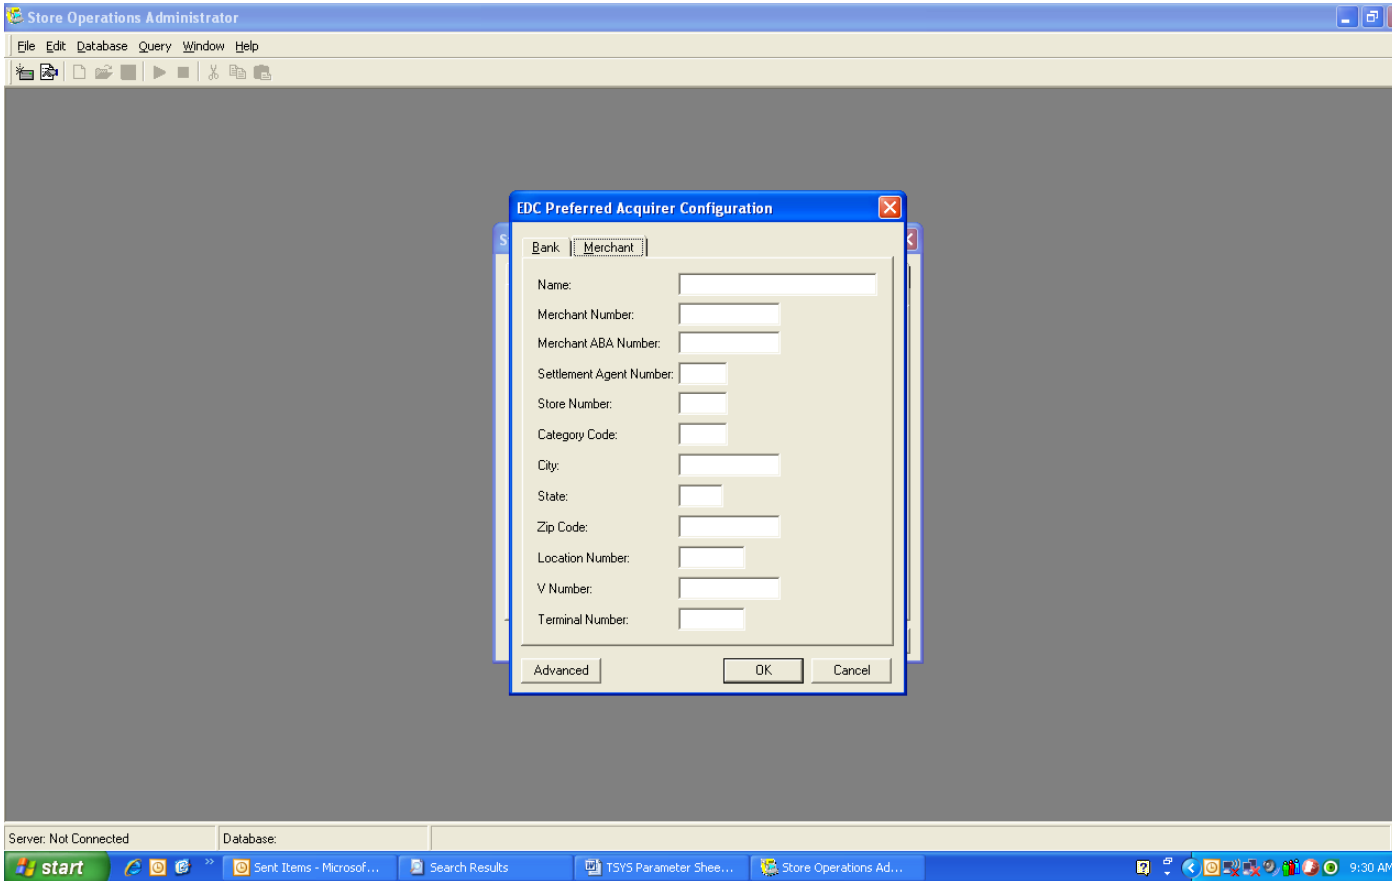 Store Operations Administrator
File Edit Database Query Window Help
EDC Preferred Acquirer Configuration
S
Bank Merchant
Name:
Merchant Number:
Merchant ABA Number:
Settlement Agent Number:
Store Number:
Category Code:
City:
State:
Zip Code:
Location Number:
V Number:
Terminal Number:
Advanced OK Cancel
Server: Not Connected Database:
start Sent Items - Microsof... Search Results TSYS Parameter Shee... Store Operations Ad... 9:30 AM